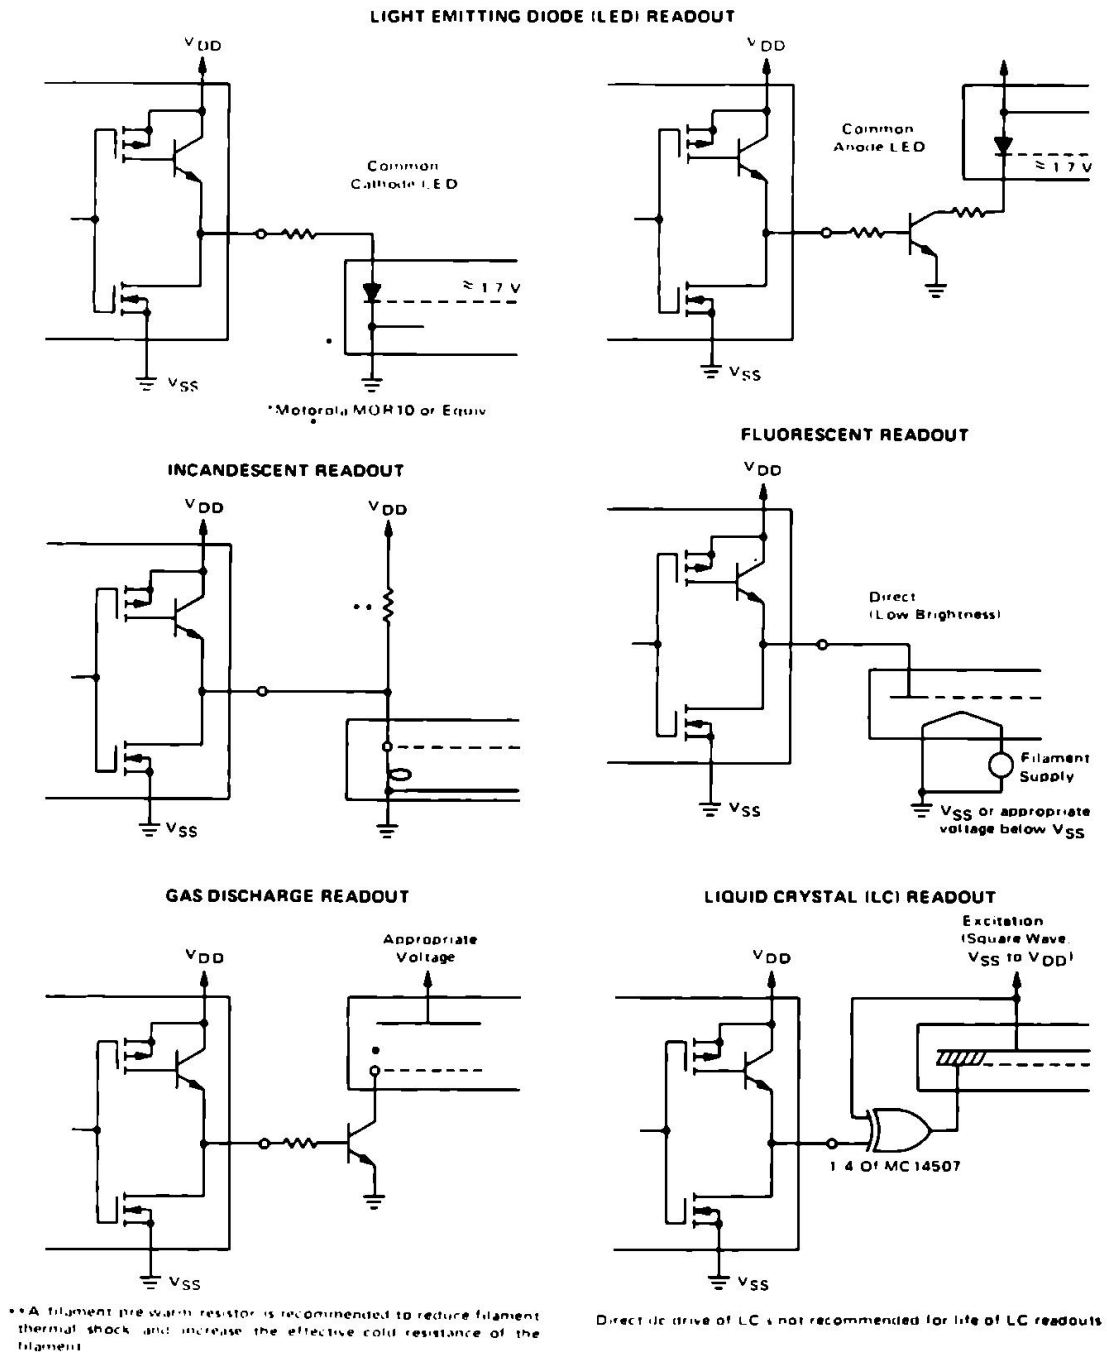 LIGHT EMITTING DIODE (LED) READOUT
VDD
Common
Cathode LED
≈ 1.7 V
VSS
*Motorola MOR10 or Equiv
VDD
Common
Anode LED
≈ 1.7 V
VSS
INCANDESCENT READOUT
VDD
VDD
**
VSS
FLUORESCENT READOUT
VDD
Direct
(Low Brightness)
Filament
Supply
VSS
VSS or appropriate
voltage below VSS
GAS DISCHARGE READOUT
Appropriate
Voltage
VDD
VSS
LIQUID CRYSTAL (LC) READOUT
Excitation
(Square Wave,
VSS to VDD)
VDD
1 4 Of MC14507
VSS
**A filament pre warm resistor is recommended to reduce filament
thermal shock and increase the effective cold resistance of the
filament
Direct dc drive of LC s not recommended for life of LC readouts